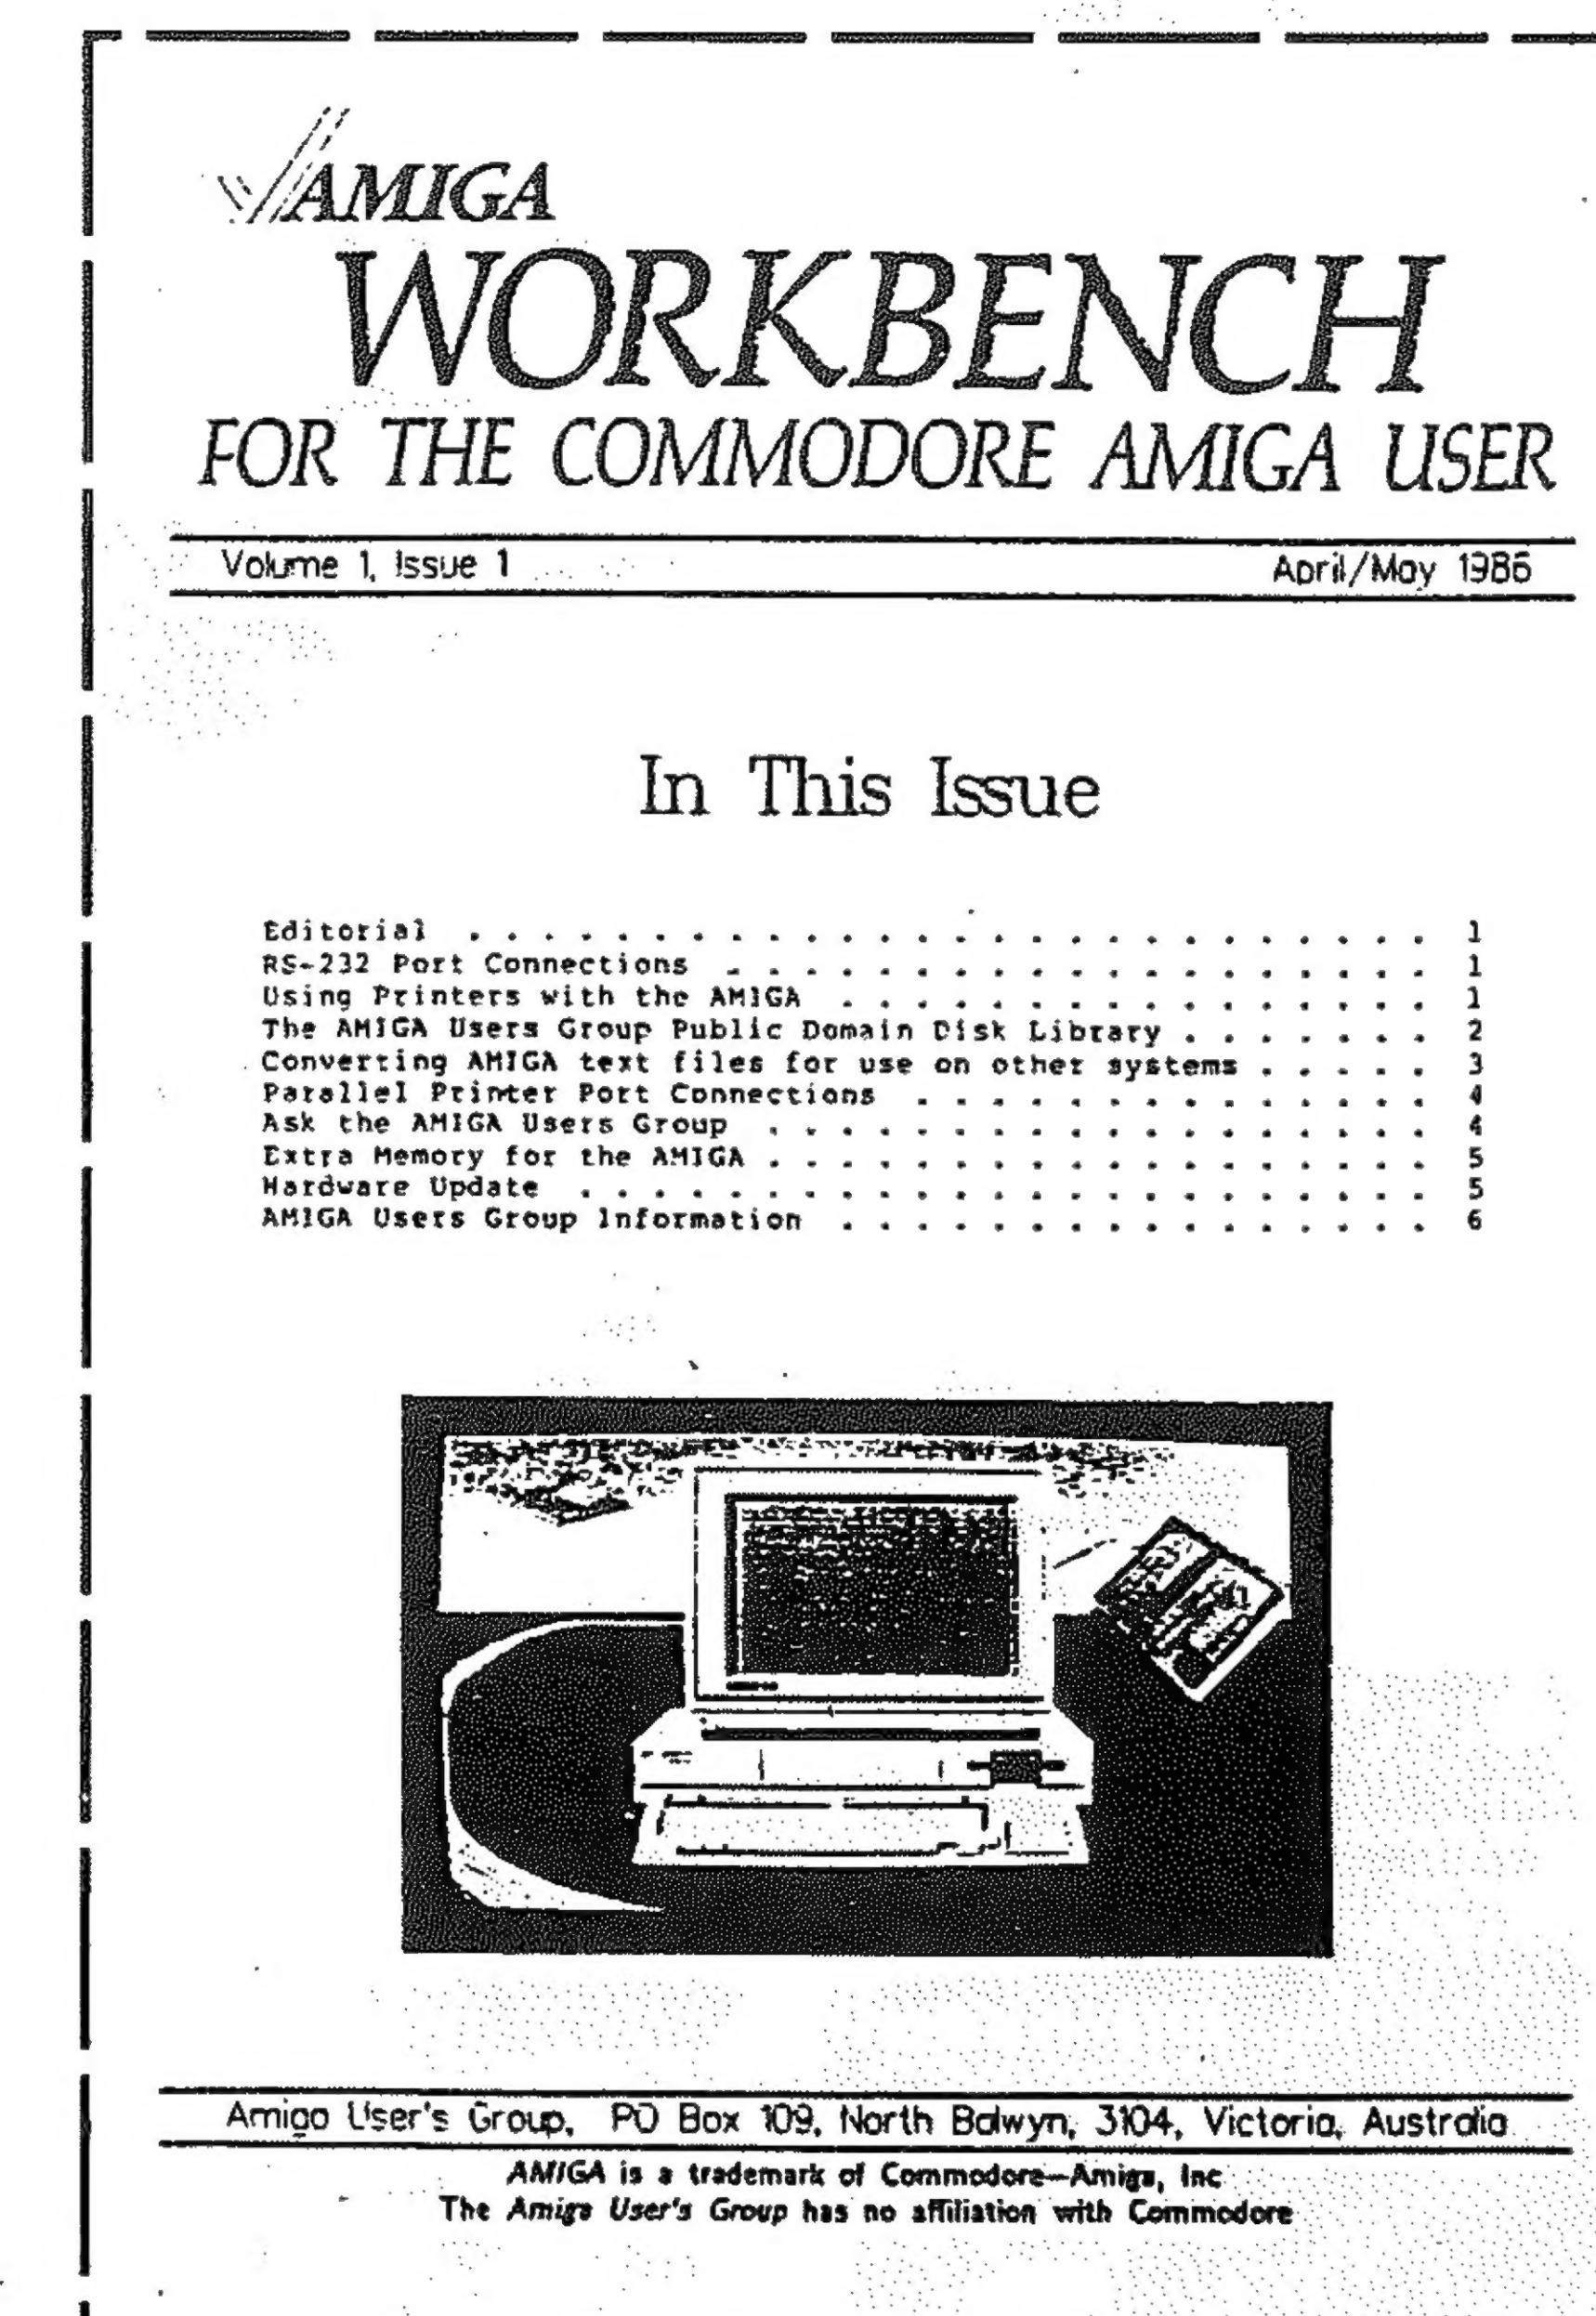 AMIGA
WORKBENCH
FOR THE COMMODORE AMIGA USER
Volume 1, Issue 1 April/May 1986
In This Issue
Editorial . . . . . . . . . . . . . . . . . . . . . . . . . . 1
RS-232 Port Connections . . . . . . . . . . . . . . . . . . . 1
Using Printers with the AMIGA . . . . . . . . . . . . . . . . 1
The AMIGA Users Group Public Domain Disk Library . . . . . . . 2
Converting AMIGA text files for use on other systems . . . . . 3
Parallel Printer Port Connections . . . . . . . . . . . . . . 4
Ask the AMIGA Users Group . . . . . . . . . . . . . . . . . . 4
Extra Memory for the AMIGA . . . . . . . . . . . . . . . . . . 5
Hardware Update . . . . . . . . . . . . . . . . . . . . . . . 5
AMIGA Users Group Information . . . . . . . . . . . . . . . . 6
Amiga User's Group, PO Box 109, North Balwyn, 3104, Victoria, Australia
AMIGA is a trademark of Commodore-Amiga, Inc
The Amiga User's Group has no affiliation with Commodore